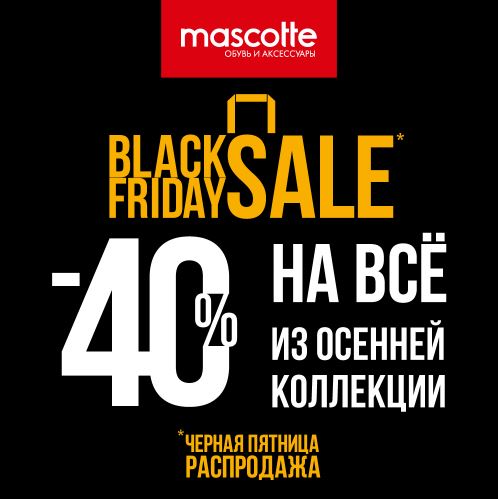 mascotte
ОБУВЬ И АКСЕССУАРЫ
BLACK
FRIDAY
SALE*
-40%
НА ВСЁ
ИЗ ОСЕННЕЙ
КОЛЛЕКЦИИ
*ЧЕРНАЯ ПЯТНИЦА
РАСПРОДАЖА